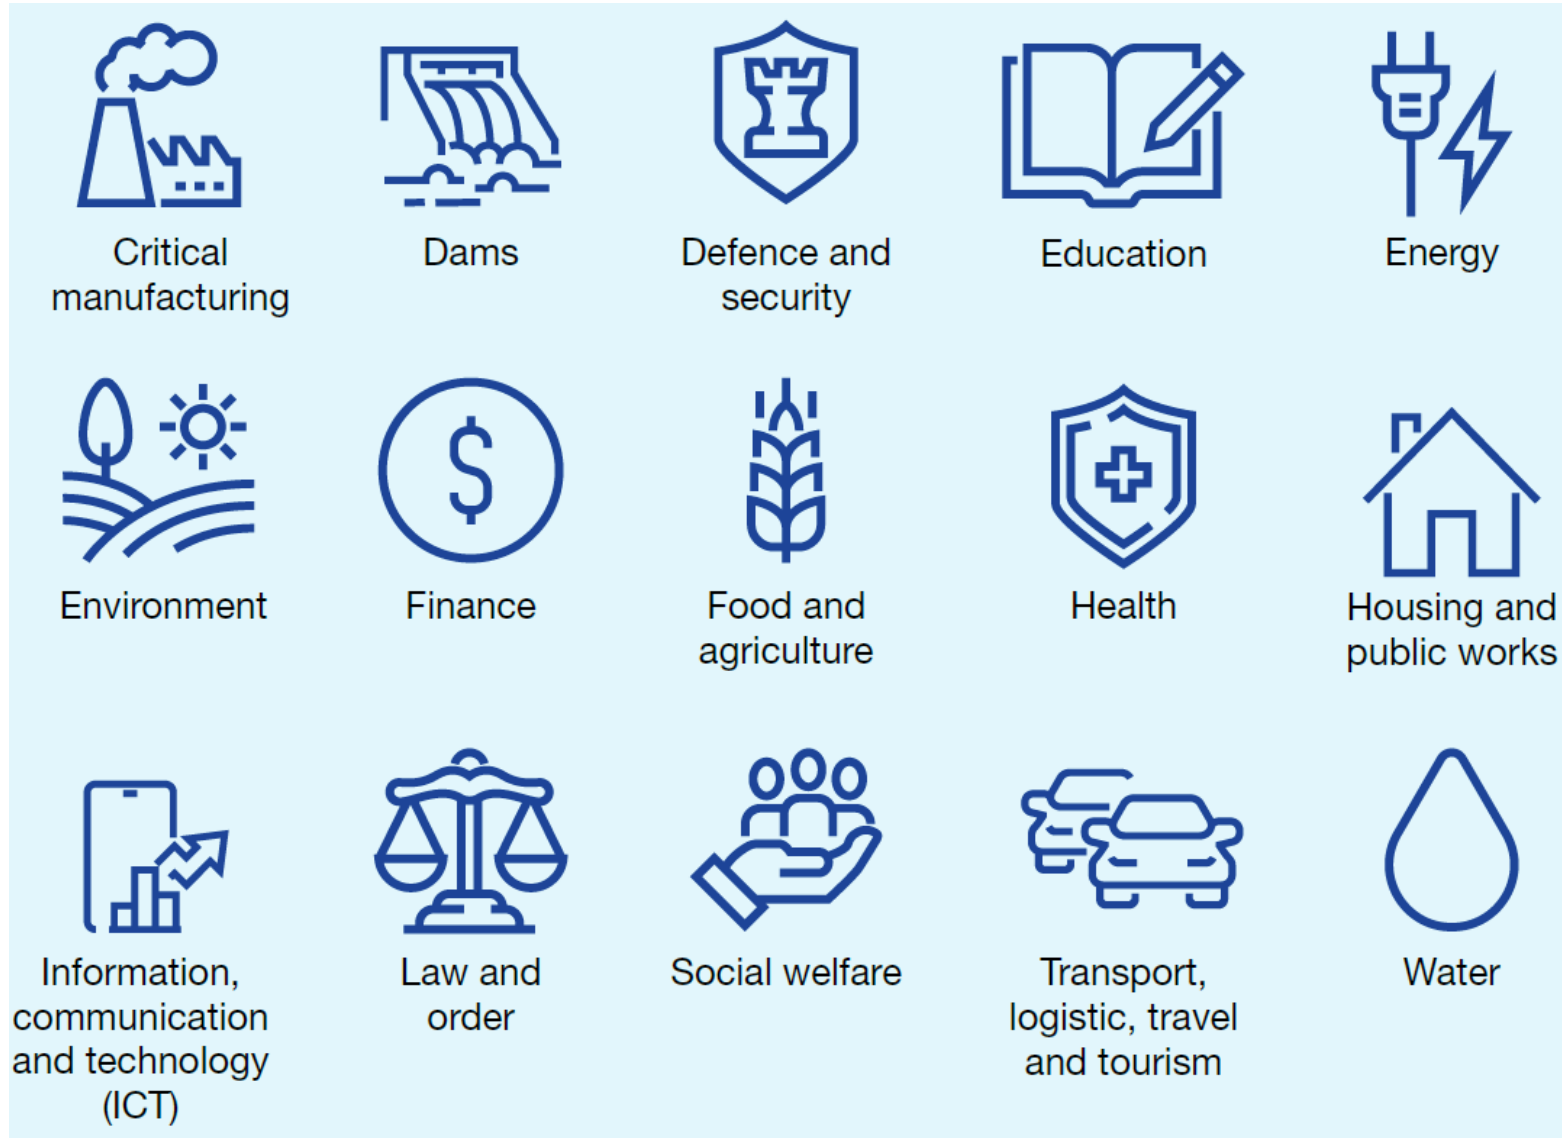 Critical
manufacturing
Dams
Defence and
security
Education
Energy
Environment
$
Finance
Food and
agriculture
Health
Housing and
public works
Information,
communication
and technology
(ICT)
Law and
order
Social welfare
Transport,
logistic, travel
and tourism
Water